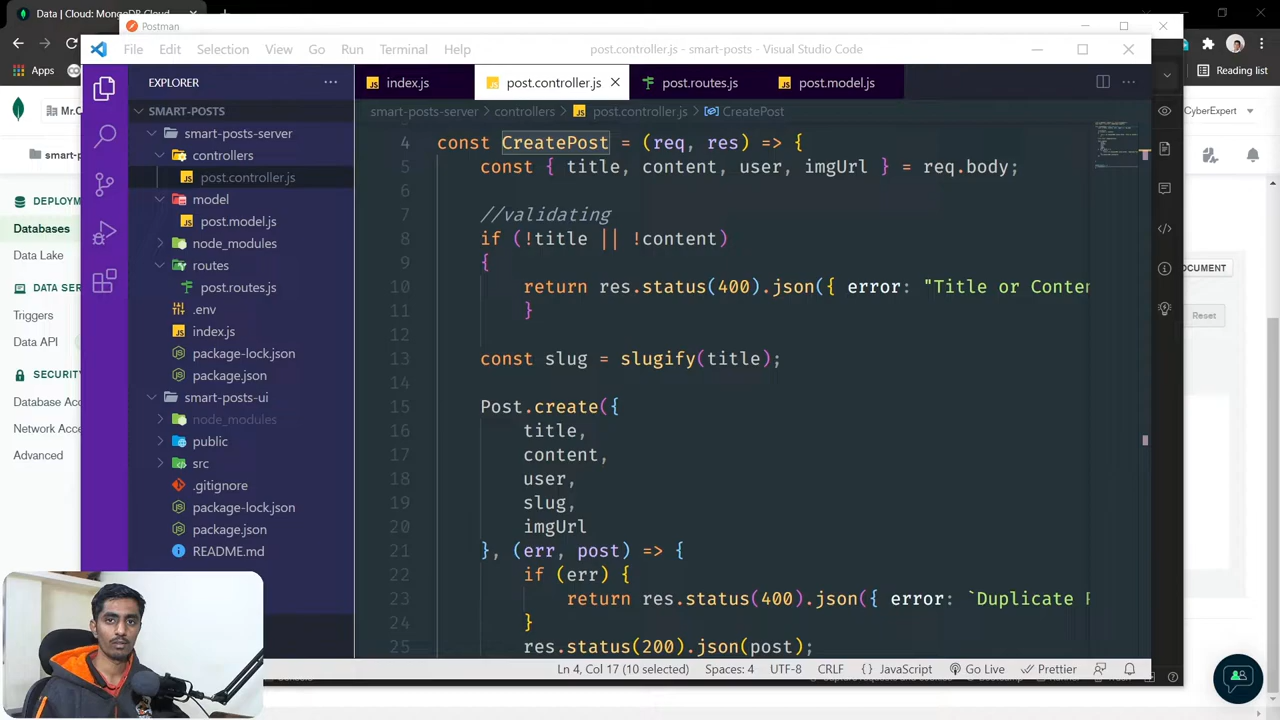 Data | Cloud: MongoDB Cloud
Postman
File Edit Selection View Go Run Terminal Help
post.controller.js - smart-posts - Visual Studio Code
Apps
Reading list
EXPLORER
index.js
post.controller.js
post.routes.js
post.model.js
SMART-POSTS
smart-posts-server > controllers > post.controller.js > CreatePost
smart-posts-server
controllers
post.controller.js
model
post.model.js
node_modules
routes
post.routes.js
.env
index.js
package-lock.json
package.json
smart-posts-ui
node_modules
public
src
.gitignore
package-lock.json
package.json
README.md
4 const CreatePost = (req, res) => {
5 const { title, content, user, imgUrl } = req.body;
6
7 //validating
8 if (!title || !content)
9 {
10 return res.status(400).json({ error: "Title or Conten
11 }
12
13 const slug = slugify(title);
14
15 Post.create({
16 title,
17 content,
18 user,
19 slug,
20 imgUrl
21 }, (err, post) => {
22 if (err) {
23 return res.status(400).json({ error: `Duplicate P
24 }
25 res.status(200).json(post);
Ln 4, Col 17 (10 selected) Spaces: 4 UTF-8 CRLF {} JavaScript Go Live Prettier
Mr.C
smart-p
DEPLOYM
Databases
Data Lake
DATA SER
Triggers
Data API
SECURIT
Database Acc
Network Acce
Advanced
CyberExpert
OCUMENT
Reset